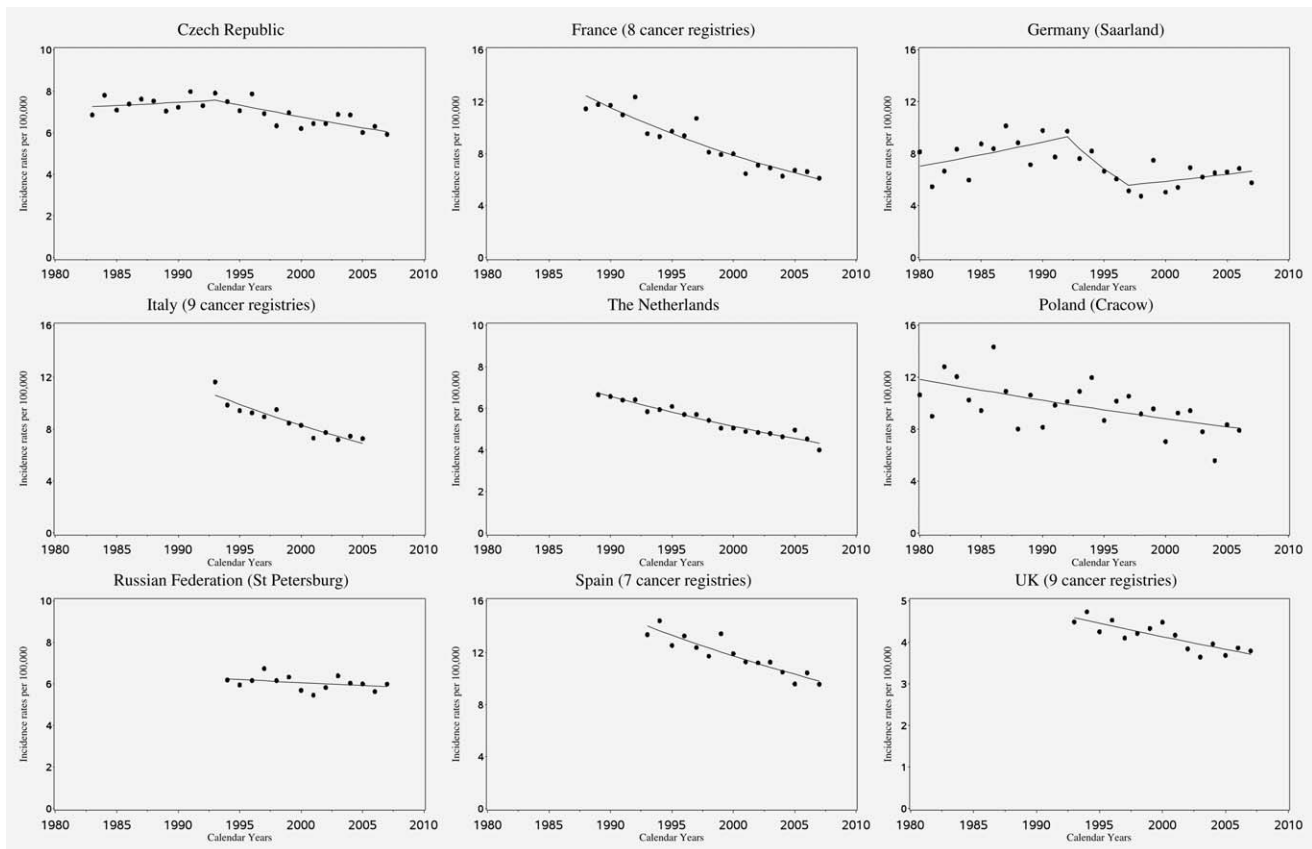 Czech Republic
Incidence rates per 100,000
10
8
6
4
2
0
1980 1985 1990 1995 2000 2005 2010
Calendar Years
France (8 cancer registries)
Incidence rates per 100,000
16
12
8
4
0
1980 1985 1990 1995 2000 2005 2010
Calendar Years
Germany (Saarland)
Incidence rates per 100,000
16
12
8
4
0
1980 1985 1990 1995 2000 2005 2010
Calendar Years
Italy (9 cancer registries)
Incidence rates per 100,000
16
12
8
4
0
1980 1985 1990 1995 2000 2005 2010
Calendar Years
The Netherlands
Incidence rates per 100,000
10
8
6
4
2
0
1980 1985 1990 1995 2000 2005 2010
Calendar Years
Poland (Cracow)
Incidence rates per 100,000
16
12
8
4
0
1980 1985 1990 1995 2000 2005 2010
Calendar Years
Russian Federation (St Petersburg)
Incidence rates per 100,000
10
8
6
4
2
0
1980 1985 1990 1995 2000 2005 2010
Calendar Years
Spain (7 cancer registries)
Incidence rates per 100,000
16
12
8
4
0
1980 1985 1990 1995 2000 2005 2010
Calendar Years
UK (9 cancer registries)
Incidence rates per 100,000
5
4
3
2
1
0
1980 1985 1990 1995 2000 2005 2010
Calendar Years